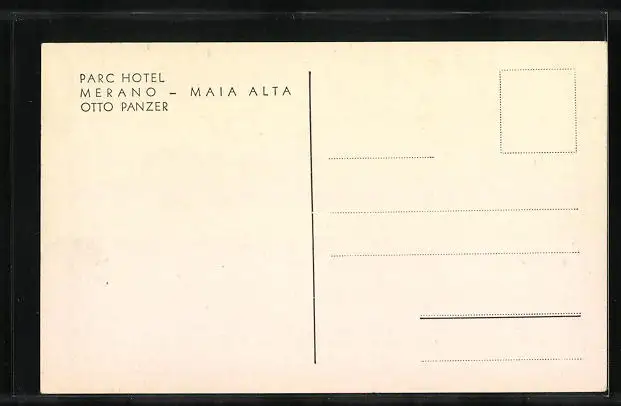 PARC HOTEL
MERANO – MAIA ALTA
OTTO PANZER